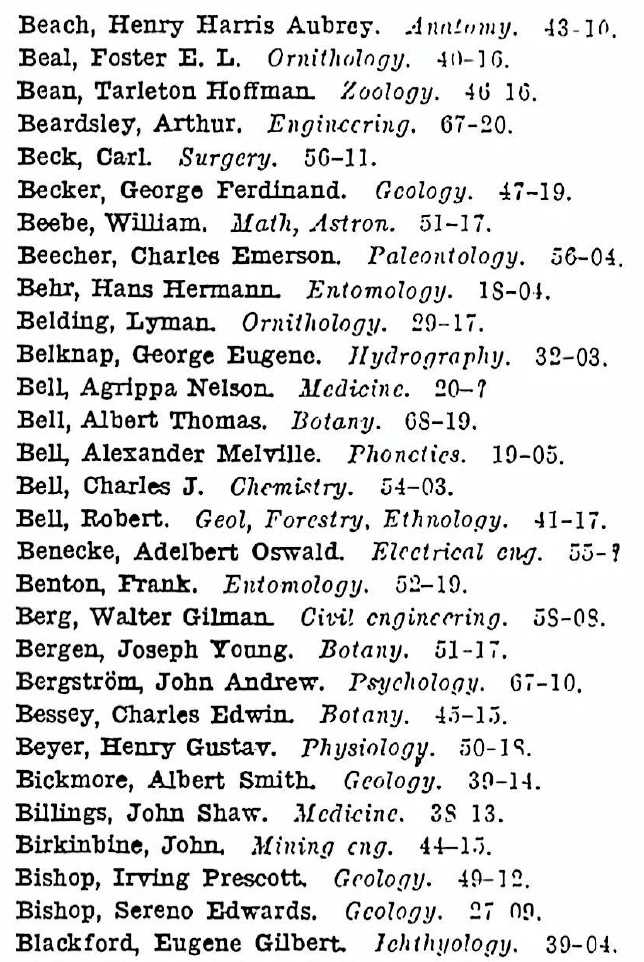 Beach, Henry Harris Aubrey. Anatomy. 43-10.
Beal, Foster E. L. Ornithology. 40-16.
Bean, Tarleton Hoffman. Zoology. 46 16.
Beardsley, Arthur. Engineering. 67-20.
Beck, Carl. Surgery. 56-11.
Becker, George Ferdinand. Geology. 47-19.
Beebe, William. Math, Astron. 51-17.
Beecher, Charles Emerson. Paleontology. 56-04.
Behr, Hans Hermann. Entomology. 18-04.
Belding, Lyman. Ornithology. 29-17.
Belknap, George Eugene. Hydrography. 32-03.
Bell, Agrippa Nelson. Medicine. 20-?
Bell, Albert Thomas. Botany. 68-19.
Bell, Alexander Melville. Phonetics. 19-05.
Bell, Charles J. Chemistry. 54-03.
Bell, Robert. Geol, Forestry, Ethnology. 41-17.
Benecke, Adelbert Oswald. Electrical eng. 55-?
Benton, Frank. Entomology. 52-19.
Berg, Walter Gilman. Civil engineering. 58-08.
Bergen, Joseph Young. Botany. 51-17.
Bergström, John Andrew. Psychology. 67-10.
Bessey, Charles Edwin. Botany. 45-15.
Beyer, Henry Gustav. Physiology. 50-18.
Bickmore, Albert Smith. Geology. 39-14.
Billings, John Shaw. Medicine. 38 13.
Birkinbine, John. Mining eng. 44-15.
Bishop, Irving Prescott. Geology. 49-12.
Bishop, Sereno Edwards. Geology. 27 09.
Blackford, Eugene Gilbert. Ichthyology. 39-04.